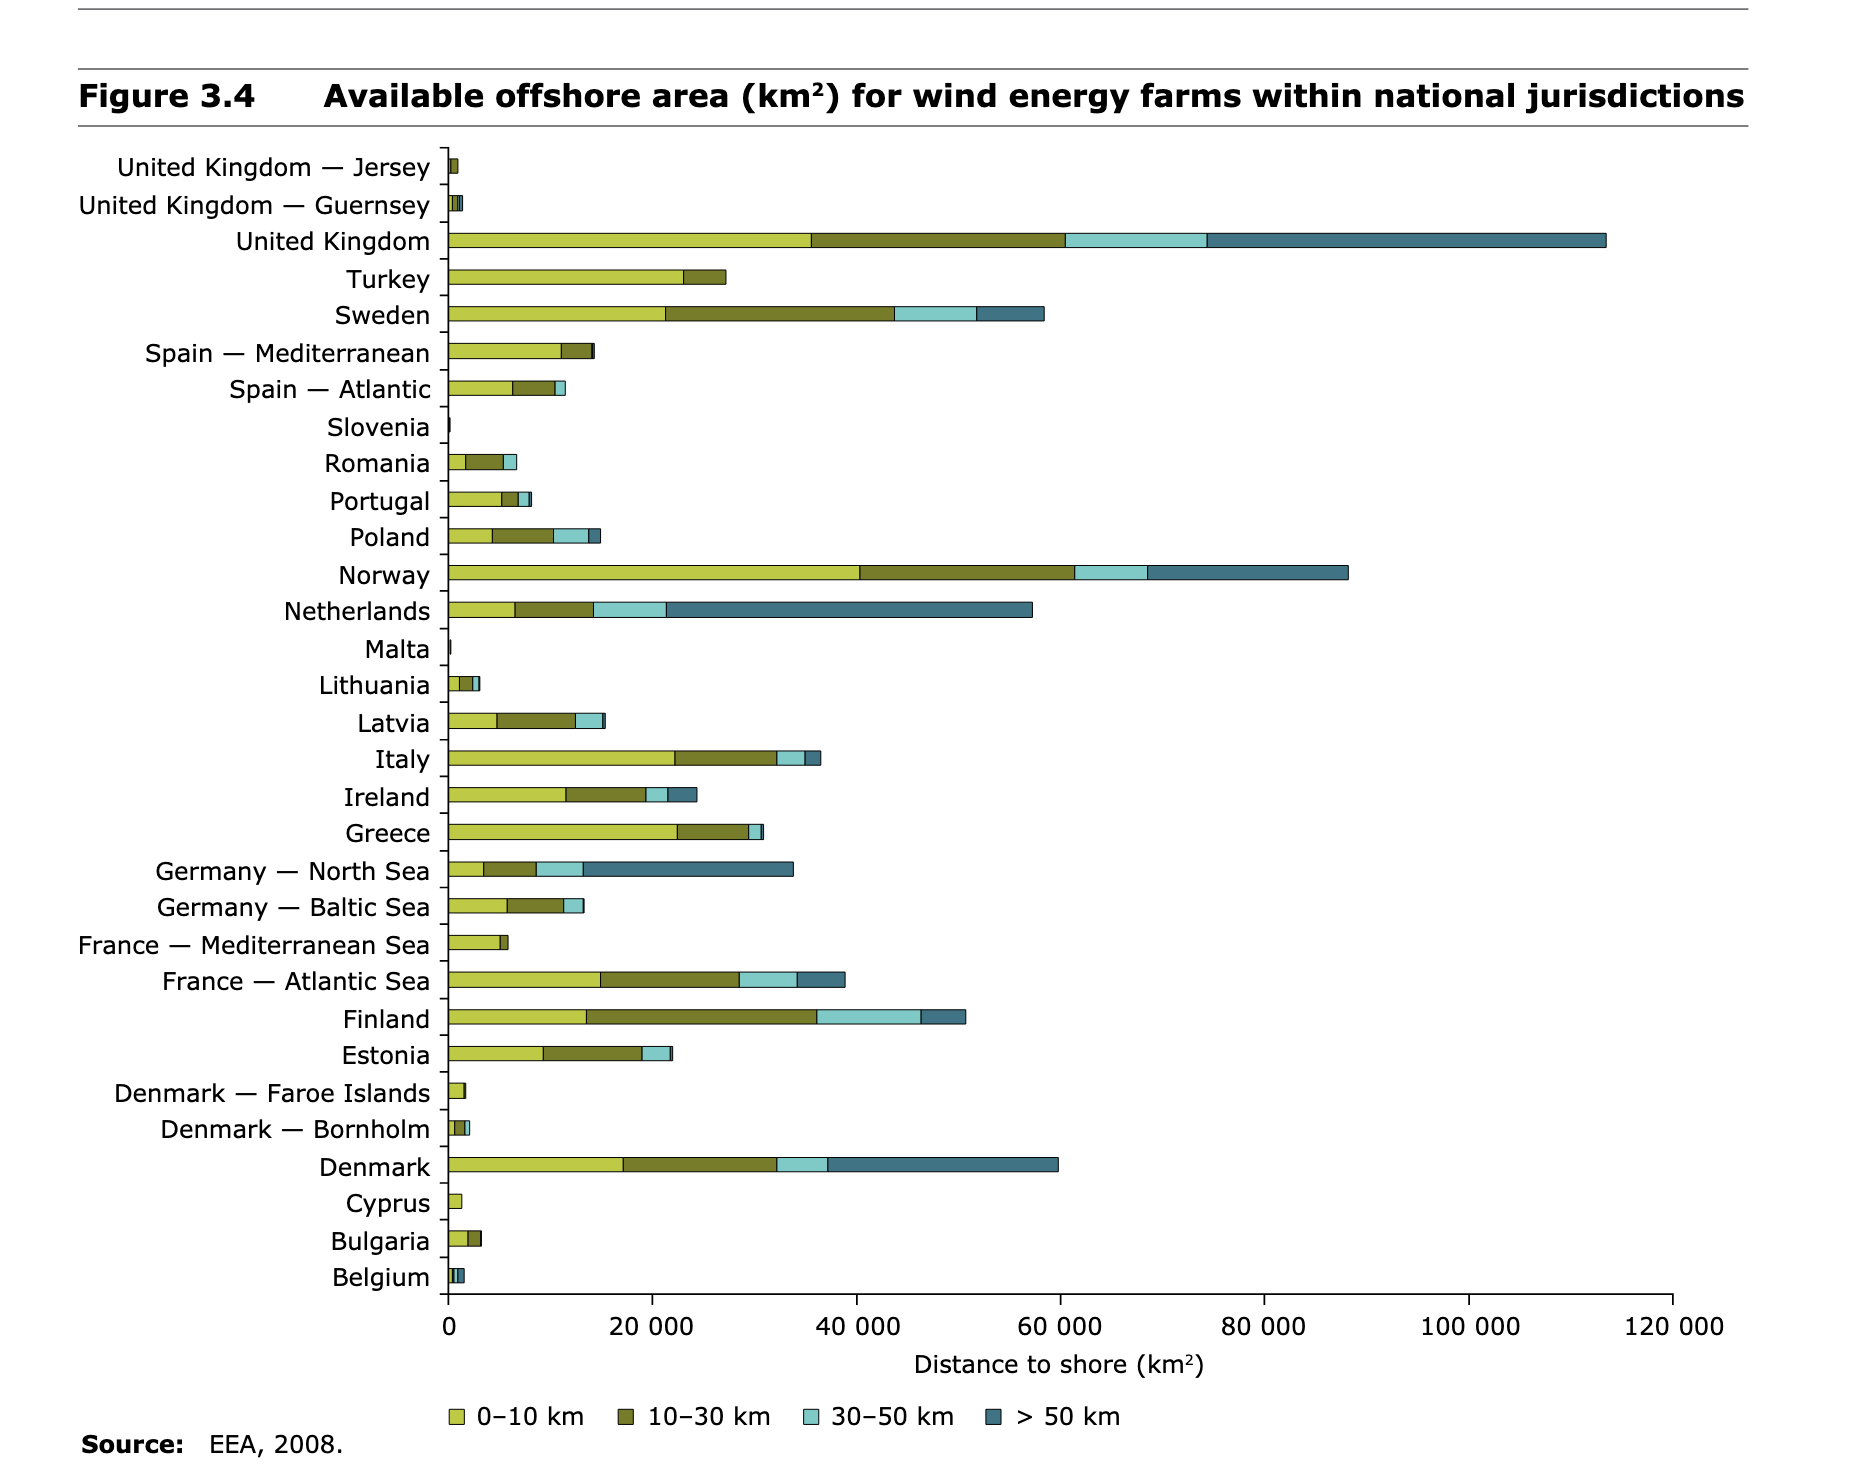 Figure 3.4 Available offshore area (km²) for wind energy farms within national jurisdictions
United Kingdom — Jersey
United Kingdom — Guernsey
United Kingdom
Turkey
Sweden
Spain — Mediterranean
Spain — Atlantic
Slovenia
Romania
Portugal
Poland
Norway
Netherlands
Malta
Lithuania
Latvia
Italy
Ireland
Greece
Germany — North Sea
Germany — Baltic Sea
France — Mediterranean Sea
France — Atlantic Sea
Finland
Estonia
Denmark — Faroe Islands
Denmark — Bornholm
Denmark
Cyprus
Bulgaria
Belgium
0 20 000 40 000 60 000 80 000 100 000 120 000
Distance to shore (km²)
0–10 km 10–30 km 30–50 km > 50 km
Source: EEA, 2008.